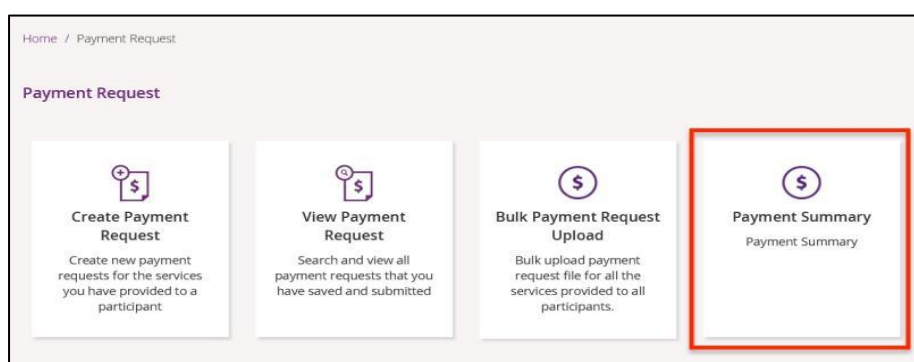 Home / Payment Request
Payment Request
$
Create Payment
Request
Create new payment
requests for the services
you have provided to a
participant
$
View Payment
Request
Search and view all
payment requests that you
have saved and submitted
$
Bulk Payment Request
Upload
Bulk upload payment
request file for all the
services provided to all
participants.
$
Payment Summary
Payment Summary